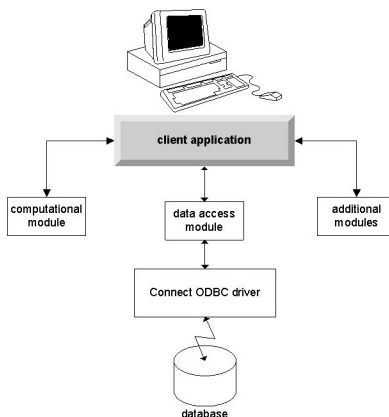 client application
computational
module
data access
module
additional
modules
Connect ODBC driver
database